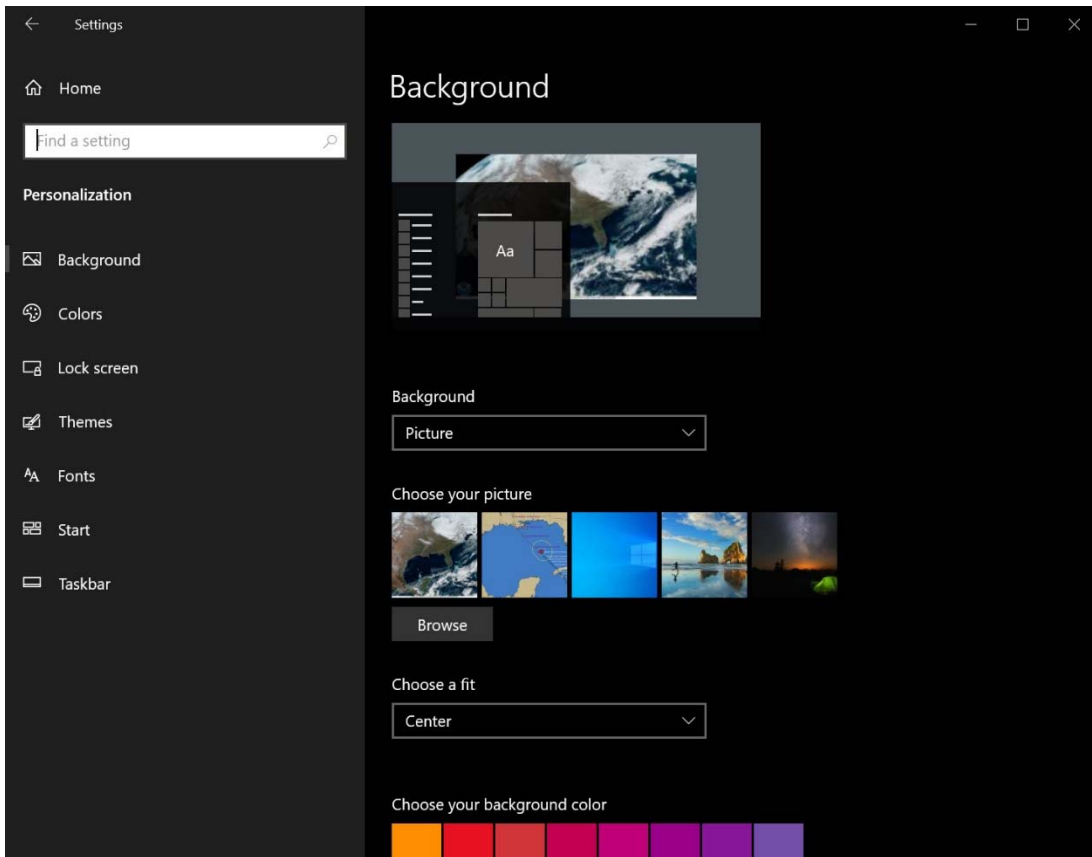 Settings
Home
Find a setting
Personalization
Background
Colors
Lock screen
Themes
Fonts
Start
Taskbar
Background
Aa
Background
Picture
Choose your picture
Browse
Choose a fit
Center
Choose your background color